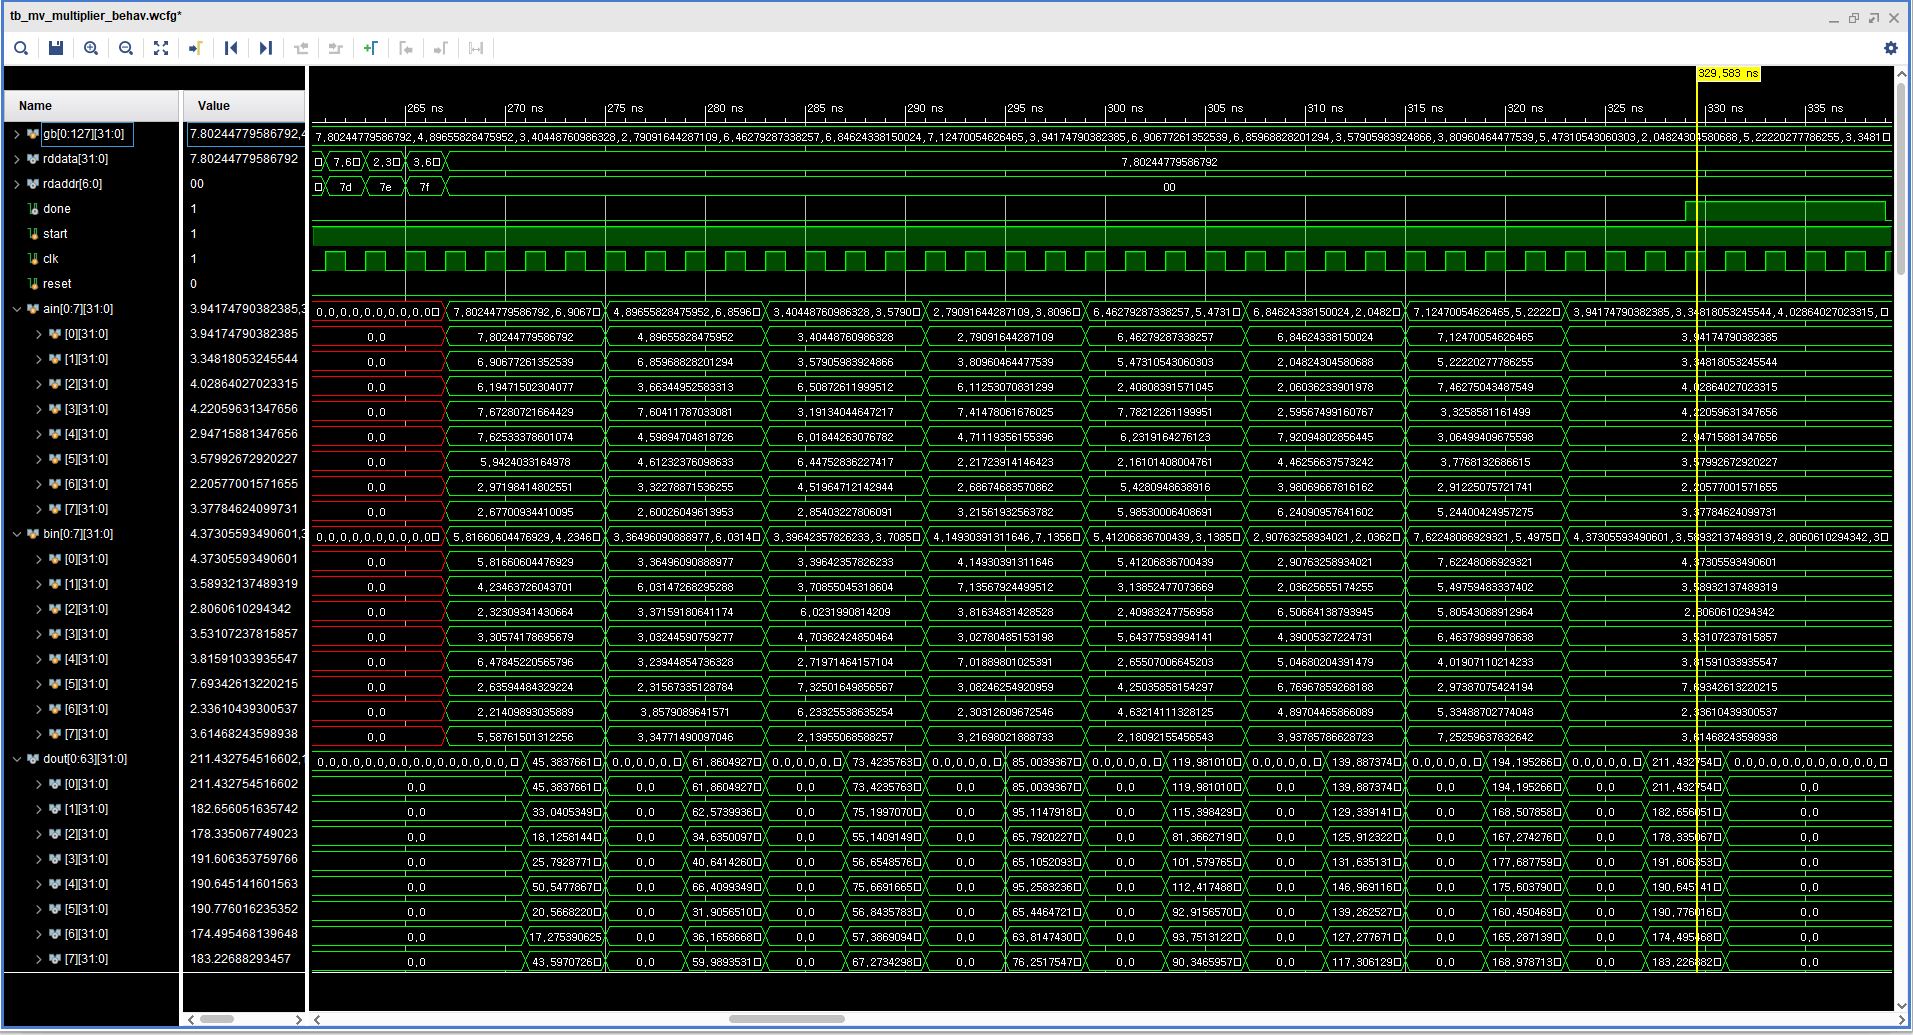 tb_mv_multiplier_behav.wcfg*
329,583 ns
Name Value 265 ns 270 ns 275 ns 280 ns 285 ns 290 ns 295 ns 300 ns 305 ns 310 ns 315 ns 320 ns 325 ns 330 ns 335 ns
gb[0:127][31:0] 7.80244779586792,4 7,80244779586792,4,89655828475952,3,40448760986328,2,79091644287109,6,46279287338257,6,84624338150024,7,12470054626465,3,94174790382385,6,90677261352539,6,85968828201294,3,57905983924866,3,80960464477539,5,47310543060303,2,04824304580688,5,22220277786255,3,3481
rddata[31:0] 7.80244779586792 7,6 2,3 3,6 7,80244779586792
rdaddr[6:0] 00 7d 7e 7f 00
done 1
start 1
clk 1
reset 0
ain[0:7][31:0] 3.94174790382385,3 0,0,0,0,0,0,0,0,0,0 7,80244779586792,6,9067 4,89655828475952,6,8596 3,40448760986328,3,5790 2,79091644287109,3,8096 6,46279287338257,5,4731 6,84624338150024,2,0482 7,12470054626465,5,2222 3,94174790382385,3,34818053245544,4,02864027023315,
[0][31:0] 3.94174790382385 0,0 7,80244779586792 4,89655828475952 3,40448760986328 2,79091644287109 6,46279287338257 6,84624338150024 7,12470054626465 3,94174790382385
[1][31:0] 3.34818053245544 0,0 6,90677261352539 6,85968828201294 3,57905983924866 3,80960464477539 5,47310543060303 2,04824304580688 5,22220277786255 3,34818053245544
[2][31:0] 4.02864027023315 0,0 6,19471502304077 3,66344952583313 6,50872611999512 6,11253070831299 2,40808391571045 2,06036233901978 7,46275043487549 4,02864027023315
[3][31:0] 4.22059631347656 0,0 7,67280721664429 7,60411787033081 3,19134044647217 7,41478061676025 7,78212261199951 2,59567499160767 3,3258581161499 4,22059631347656
[4][31:0] 2.94715881347656 0,0 7,62533378601074 4,59894704818726 6,01844263076782 4,71119356155396 6,2319164276123 7,92094802856445 3,06499409675598 2,94715881347656
[5][31:0] 3.57992672920227 0,0 5,9424033164978 4,61232376098633 6,44752836227417 2,21723914146423 2,16101408004761 4,46256637573242 3,7768132686615 3,57992672920227
[6][31:0] 2.20577001571655 0,0 2,97198414802551 3,32278871536255 4,51964712142944 2,68674683570862 5,4280948638916 3,98069667816162 2,91225075721741 2,20577001571655
[7][31:0] 3.37784624099731 0,0 2,67700934410095 2,60026049613953 2,85403227806091 3,21561932563782 5,98530006408691 6,24090957641602 5,24400424957275 3,37784624099731
bin[0:7][31:0] 4.37305593490601,3 0,0,0,0,0,0,0,0,0,0 5,81660604476929,4,2346 3,36496090888977,6,0314 3,39642357826233,3,7085 4,14930391311646,7,1356 5,41206836700439,3,1385 2,90763258934021,2,0362 7,62248086929321,5,4975 4,37305593490601,3,58932137489319,2,8060610294342,3
[0][31:0] 4.37305593490601 0,0 5,81660604476929 3,36496090888977 3,39642357826233 4,14930391311646 5,41206836700439 2,90763258934021 7,62248086929321 4,37305593490601
[1][31:0] 3.58932137489319 0,0 4,23463726043701 6,03147268295288 3,70855045318604 7,13567924499512 3,13852477073669 2,03625655174255 5,49759483337402 3,58932137489319
[2][31:0] 2.8060610294342 0,0 2,32309341430664 3,37159180641174 6,0231990814209 3,81634831428528 2,40983247756958 6,50664138793945 5,80543088912964 2,8060610294342
[3][31:0] 3.53107237815857 0,0 3,30574178695679 3,03244590759277 4,70362424850464 3,02780485153198 5,64377593994141 4,39005327224731 6,46379899978638 3,53107237815857
[4][31:0] 3.81591033935547 0,0 6,47845220565796 3,23944854736328 2,71971464157104 7,01889801025391 2,65507006645203 5,04680204391479 4,01907110214233 3,81591033935547
[5][31:0] 7.69342613220215 0,0 2,63594484329224 2,31567335128784 7,32501649856567 3,08246254920959 4,25035858154297 6,76967859268188 2,97387075424194 7,69342613220215
[6][31:0] 2.33610439300537 0,0 2,21409893035889 3,8579089641571 6,23325538635254 2,30312609672546 4,63214111328125 4,89704465866089 5,33488702774048 2,33610439300537
[7][31:0] 3.61468243598938 0,0 5,58761501312256 3,34771490097046 2,13955068588257 3,21698021888733 2,18092155456543 3,93785786628723 7,25259637832642 3,61468243598938
dout[0:63][31:0] 211.432754516602,1 0,0,0,0,0,0,0,0,0,0,0,0,0,0,0,0 45,3837661 0,0,0,0,0,0 61,8604927 0,0,0,0,0,0 73,4235763 0,0,0,0,0,0 85,0039367 0,0,0,0,0,0 119,981010 0,0,0,0,0,0 139,887374 0,0,0,0,0,0 194,195266 0,0,0,0,0,0 211,432754 0,0,0,0,0,0,0,0,0,0,0,0
[0][31:0] 211.432754516602 0,0 45,3837661 0,0 61,8604927 0,0 73,4235763 0,0 85,0039367 0,0 119,981010 0,0 139,887374 0,0 194,195266 0,0 211,432754 0,0
[1][31:0] 182.656051635742 0,0 33,0405349 0,0 62,5739936 0,0 75,1997070 0,0 95,1147918 0,0 115,398429 0,0 129,339141 0,0 168,507858 0,0 182,656051 0,0
[2][31:0] 178.335067749023 0,0 18,1258144 0,0 34,6350097 0,0 55,1409149 0,0 65,7920227 0,0 81,3662719 0,0 125,912322 0,0 167,274276 0,0 178,335067 0,0
[3][31:0] 191.606353759766 0,0 25,7928771 0,0 40,6414260 0,0 56,6548576 0,0 65,1052093 0,0 101,579765 0,0 131,635131 0,0 177,687759 0,0 191,606353 0,0
[4][31:0] 190.645141601563 0,0 50,5477867 0,0 66,4099349 0,0 75,6691665 0,0 95,2583236 0,0 112,417488 0,0 146,969116 0,0 175,603790 0,0 190,645141 0,0
[5][31:0] 190.776016235352 0,0 20,5668220 0,0 31,9056510 0,0 56,8435783 0,0 65,4464721 0,0 92,9156570 0,0 139,262527 0,0 160,450469 0,0 190,776016 0,0
[6][31:0] 174.495468139648 0,0 17,275390625 0,0 36,1658668 0,0 57,3869094 0,0 63,8147430 0,0 93,7513122 0,0 127,277671 0,0 165,287139 0,0 174,495468 0,0
[7][31:0] 183.22688293457 0,0 43,5970726 0,0 59,9893531 0,0 67,2734298 0,0 76,2517547 0,0 90,3465957 0,0 117,306129 0,0 168,978713 0,0 183,226882 0,0